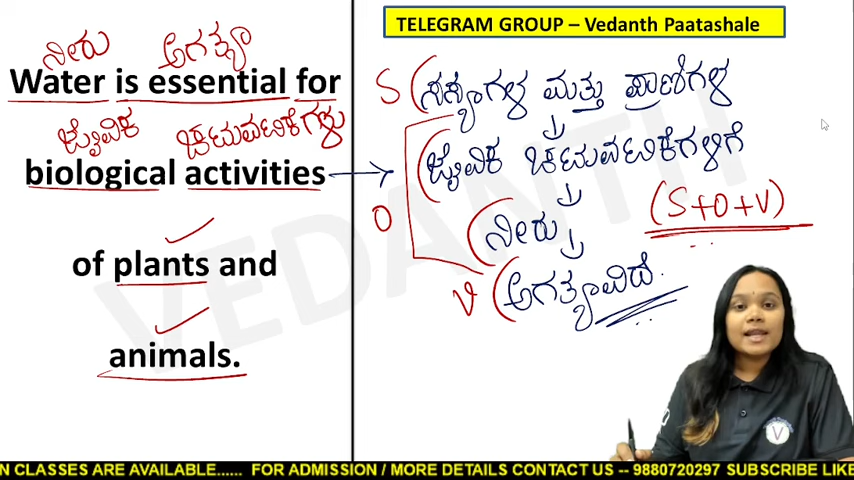 TELEGRAM GROUP – Vedanth Paatashale
ನೀರು ಅಗತ್ಯ
Water is essential for
ಜೈವಿಕ ಚಟುವಟಿಕೆಗಳು
biological activities
of plants and
animals.
S (ಸಸ್ಯಗಳ ಮತ್ತು ಪ್ರಾಣಿಗಳ
(ಜೈವಿಕ ಚಟುವಟಿಕೆಗಳಿಗೆ
O
(ನೀರು
(S+O+V)
V (ಅಗತ್ಯವಿದೆ.
VEDANTH
V
N CLASSES ARE AVAILABLE...... FOR ADMISSION / MORE DETAILS CONTACT US -- 9880720297 SUBSCRIBE LIKE